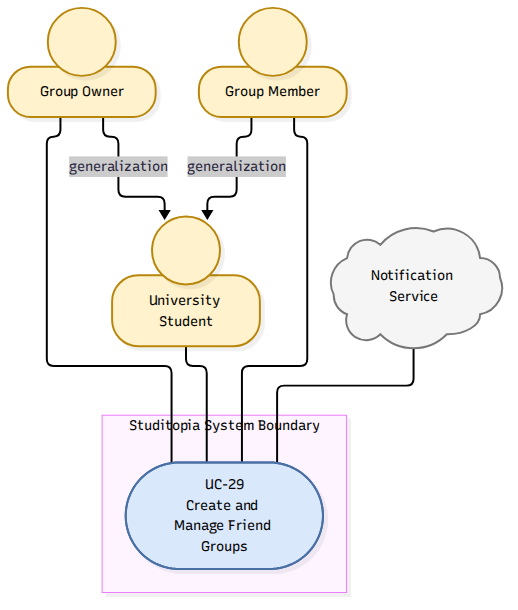 Group Owner
Group Member
generalization
generalization
University
Student
Notification
Service
Studitopia System Boundary
UC-29
Create and
Manage Friend
Groups